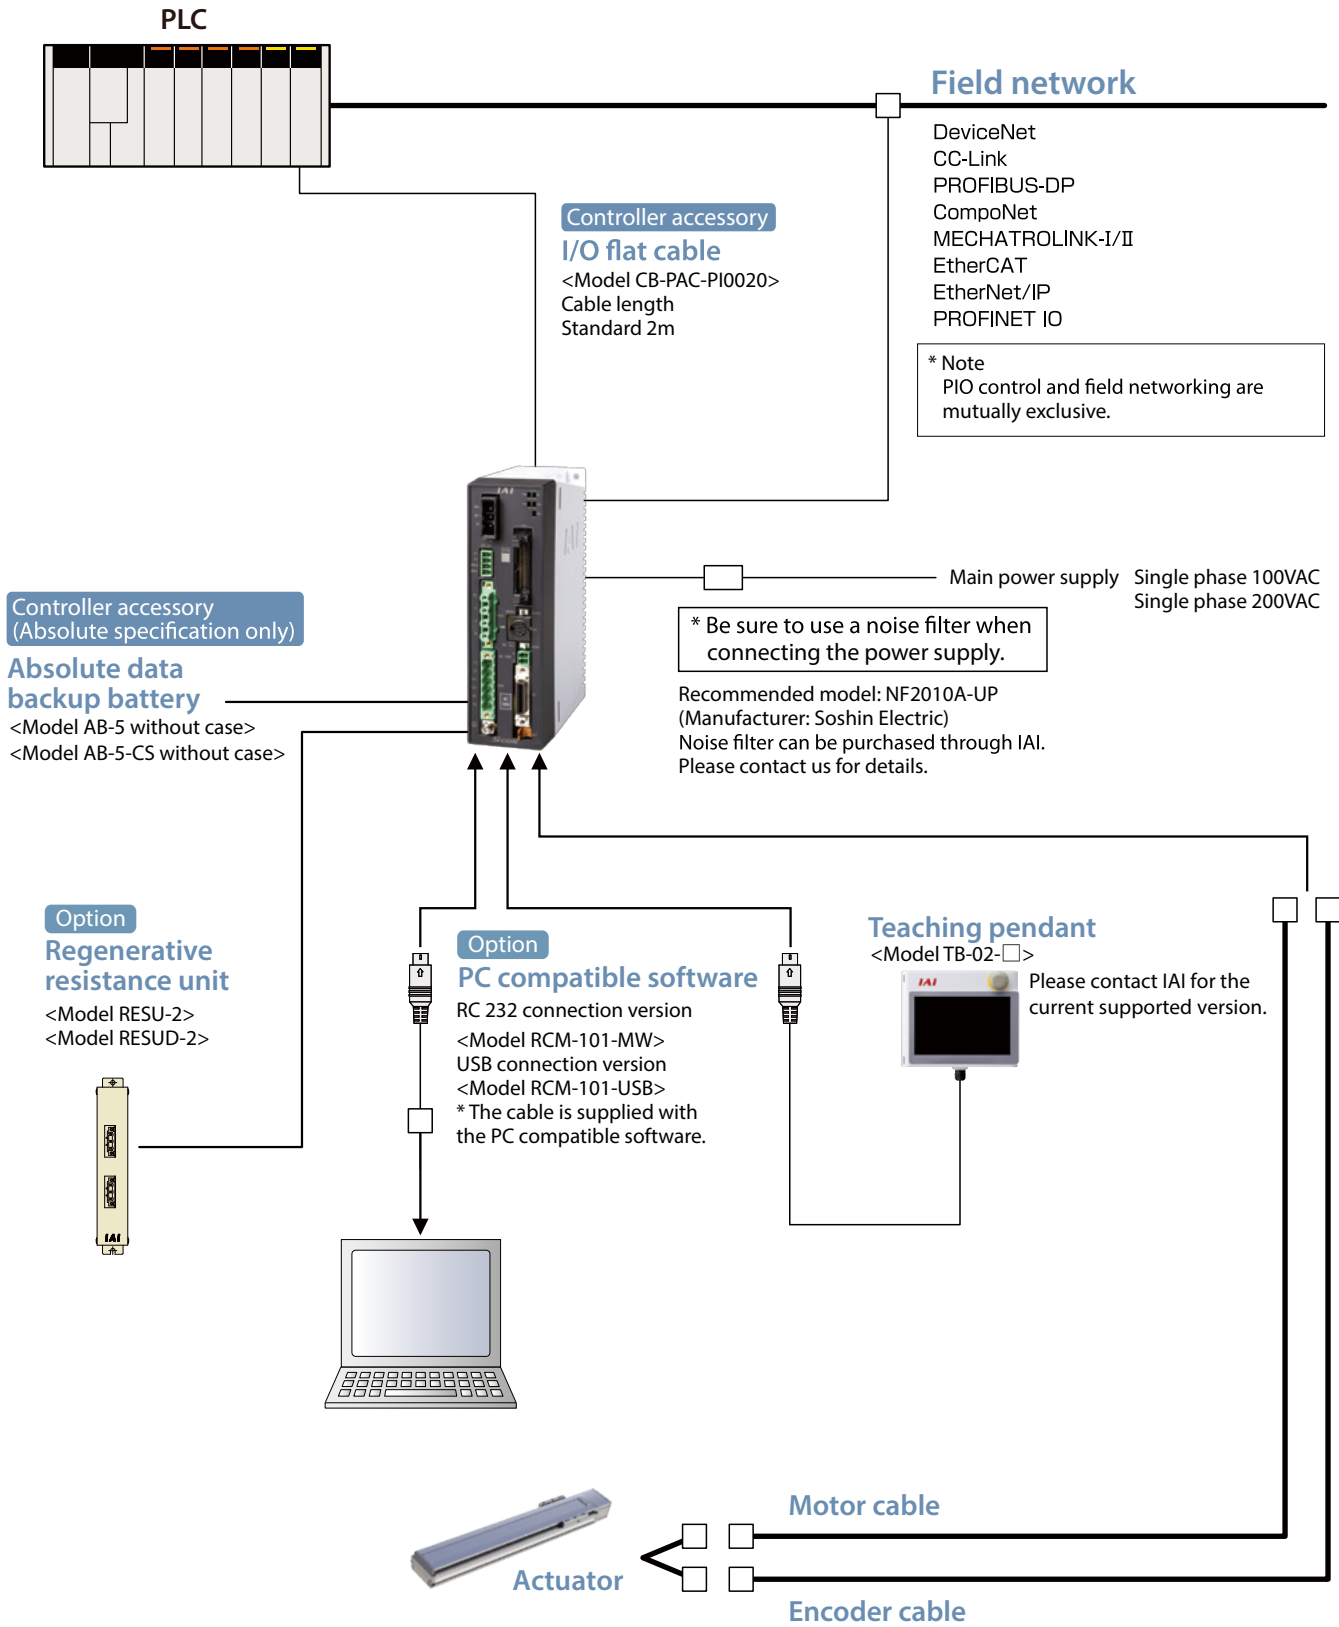 PLC
Field network
DeviceNet
CC-Link
PROFIBUS-DP
CompoNet
MECHATROLINK-I/II
EtherCAT
EtherNet/IP
PROFINET IO
* Note
PIO control and field networking are
mutually exclusive.
Controller accessory
I/O flat cable
<Model CB-PAC-PI0020>
Cable length
Standard 2m
IAI
Main power supply Single phase 100VAC
Single phase 200VAC
* Be sure to use a noise filter when
connecting the power supply.
Recommended model: NF2010A-UP
(Manufacturer: Soshin Electric)
Noise filter can be purchased through IAI.
Please contact us for details.
Controller accessory
(Absolute specification only)
Absolute data
backup battery
<Model AB-5 without case>
<Model AB-5-CS without case>
Option
Regenerative
resistance unit
<Model RESU-2>
<Model RESUD-2>
IAI
Option
PC compatible software
RC 232 connection version
<Model RCM-101-MW>
USB connection version
<Model RCM-101-USB>
* The cable is supplied with
the PC compatible software.
Teaching pendant
<Model TB-02-□>
IAI
Please contact IAI for the
current supported version.
Motor cable
Actuator
Encoder cable